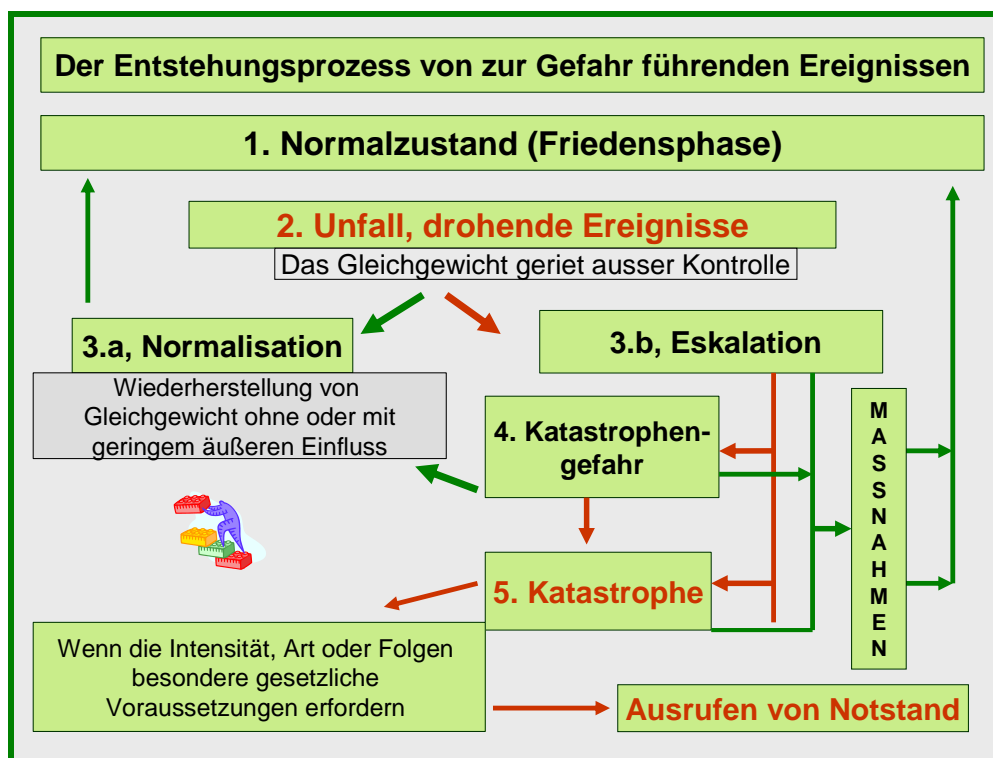 Der Entstehungsprozess von zur Gefahr führenden Ereignissen
1. Normalzustand (Friedensphase)
2. Unfall, drohende Ereignisse
Das Gleichgewicht geriet ausser Kontrolle
3.a, Normalisation
Wiederherstellung von
Gleichgewicht ohne oder mit
geringem äußeren Einfluss
3.b, Eskalation
4. Katastrophen-
gefahr
5. Katastrophe
M
A
S
S
N
A
H
M
E
N
Wenn die Intensität, Art oder Folgen
besondere gesetzliche
Voraussetzungen erfordern
Ausrufen von Notstand